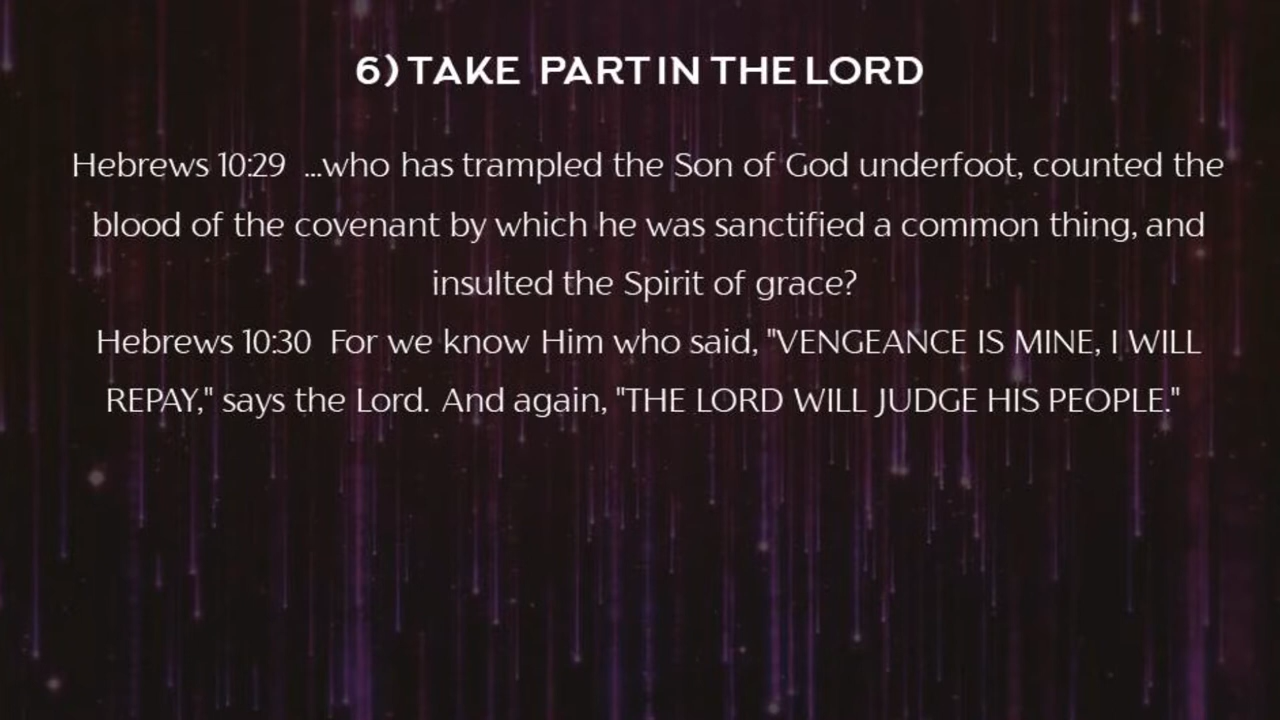 6) TAKE PART IN THE LORD
Hebrews 10:29 ...who has trampled the Son of God underfoot, counted the
blood of the covenant by which he was sanctified a common thing, and
insulted the Spirit of grace?
Hebrews 10:30 For we know Him who said, "VENGEANCE IS MINE, I WILL
REPAY," says the Lord. And again, "THE LORD WILL JUDGE HIS PEOPLE."